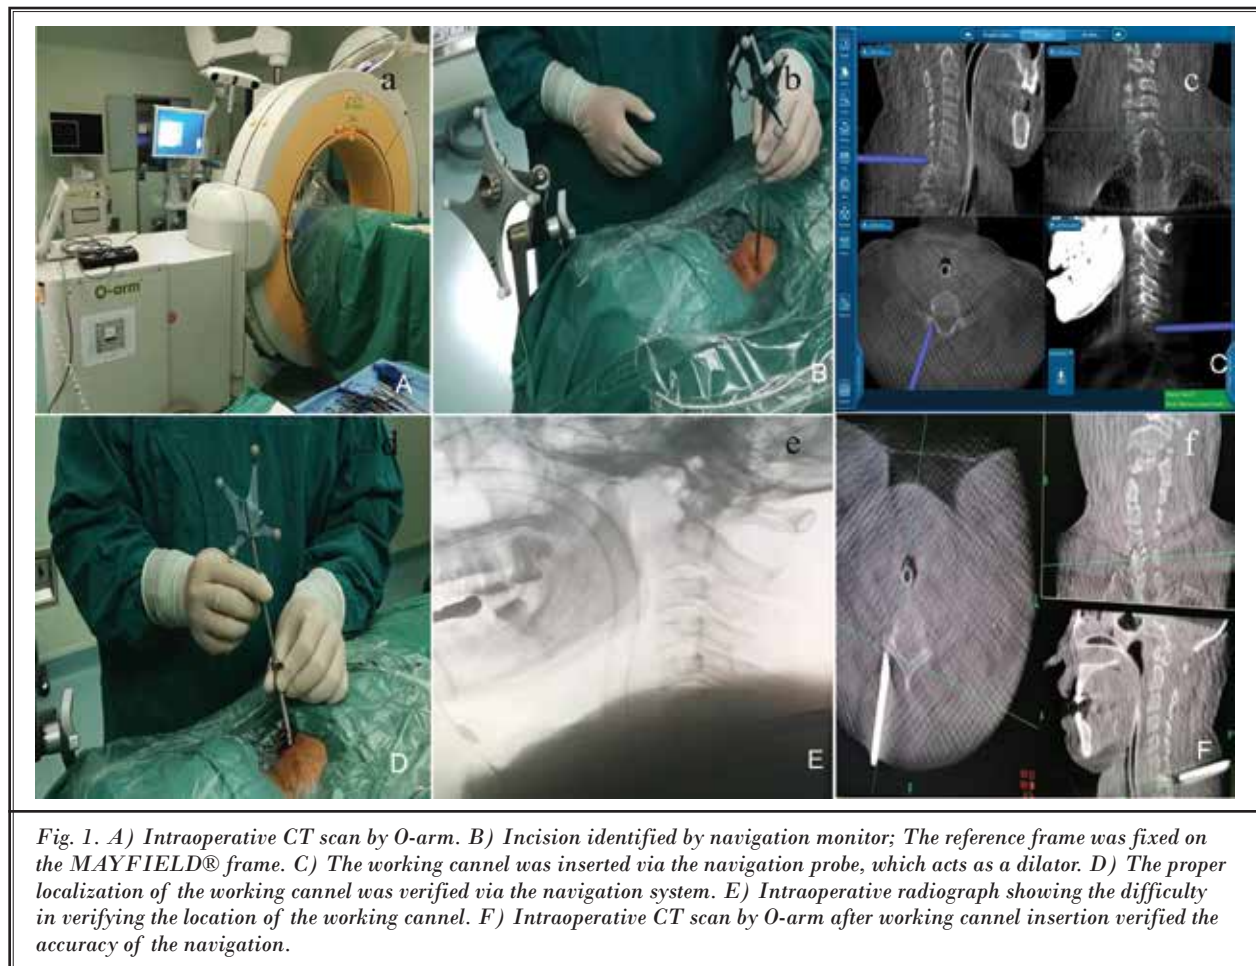 a
O-arm
A
b
B
c
C
d
D
e
E
f
F
Fig. 1. A) Intraoperative CT scan by O-arm. B) Incision identified by navigation monitor; The reference frame was fixed on
the MAYFIELD® frame. C) The working cannel was inserted via the navigation probe, which acts as a dilator. D) The proper
localization of the working cannel was verified via the navigation system. E) Intraoperative radiograph showing the difficulty
in verifying the location of the working cannel. F) Intraoperative CT scan by O-arm after working cannel insertion verified the
accuracy of the navigation.